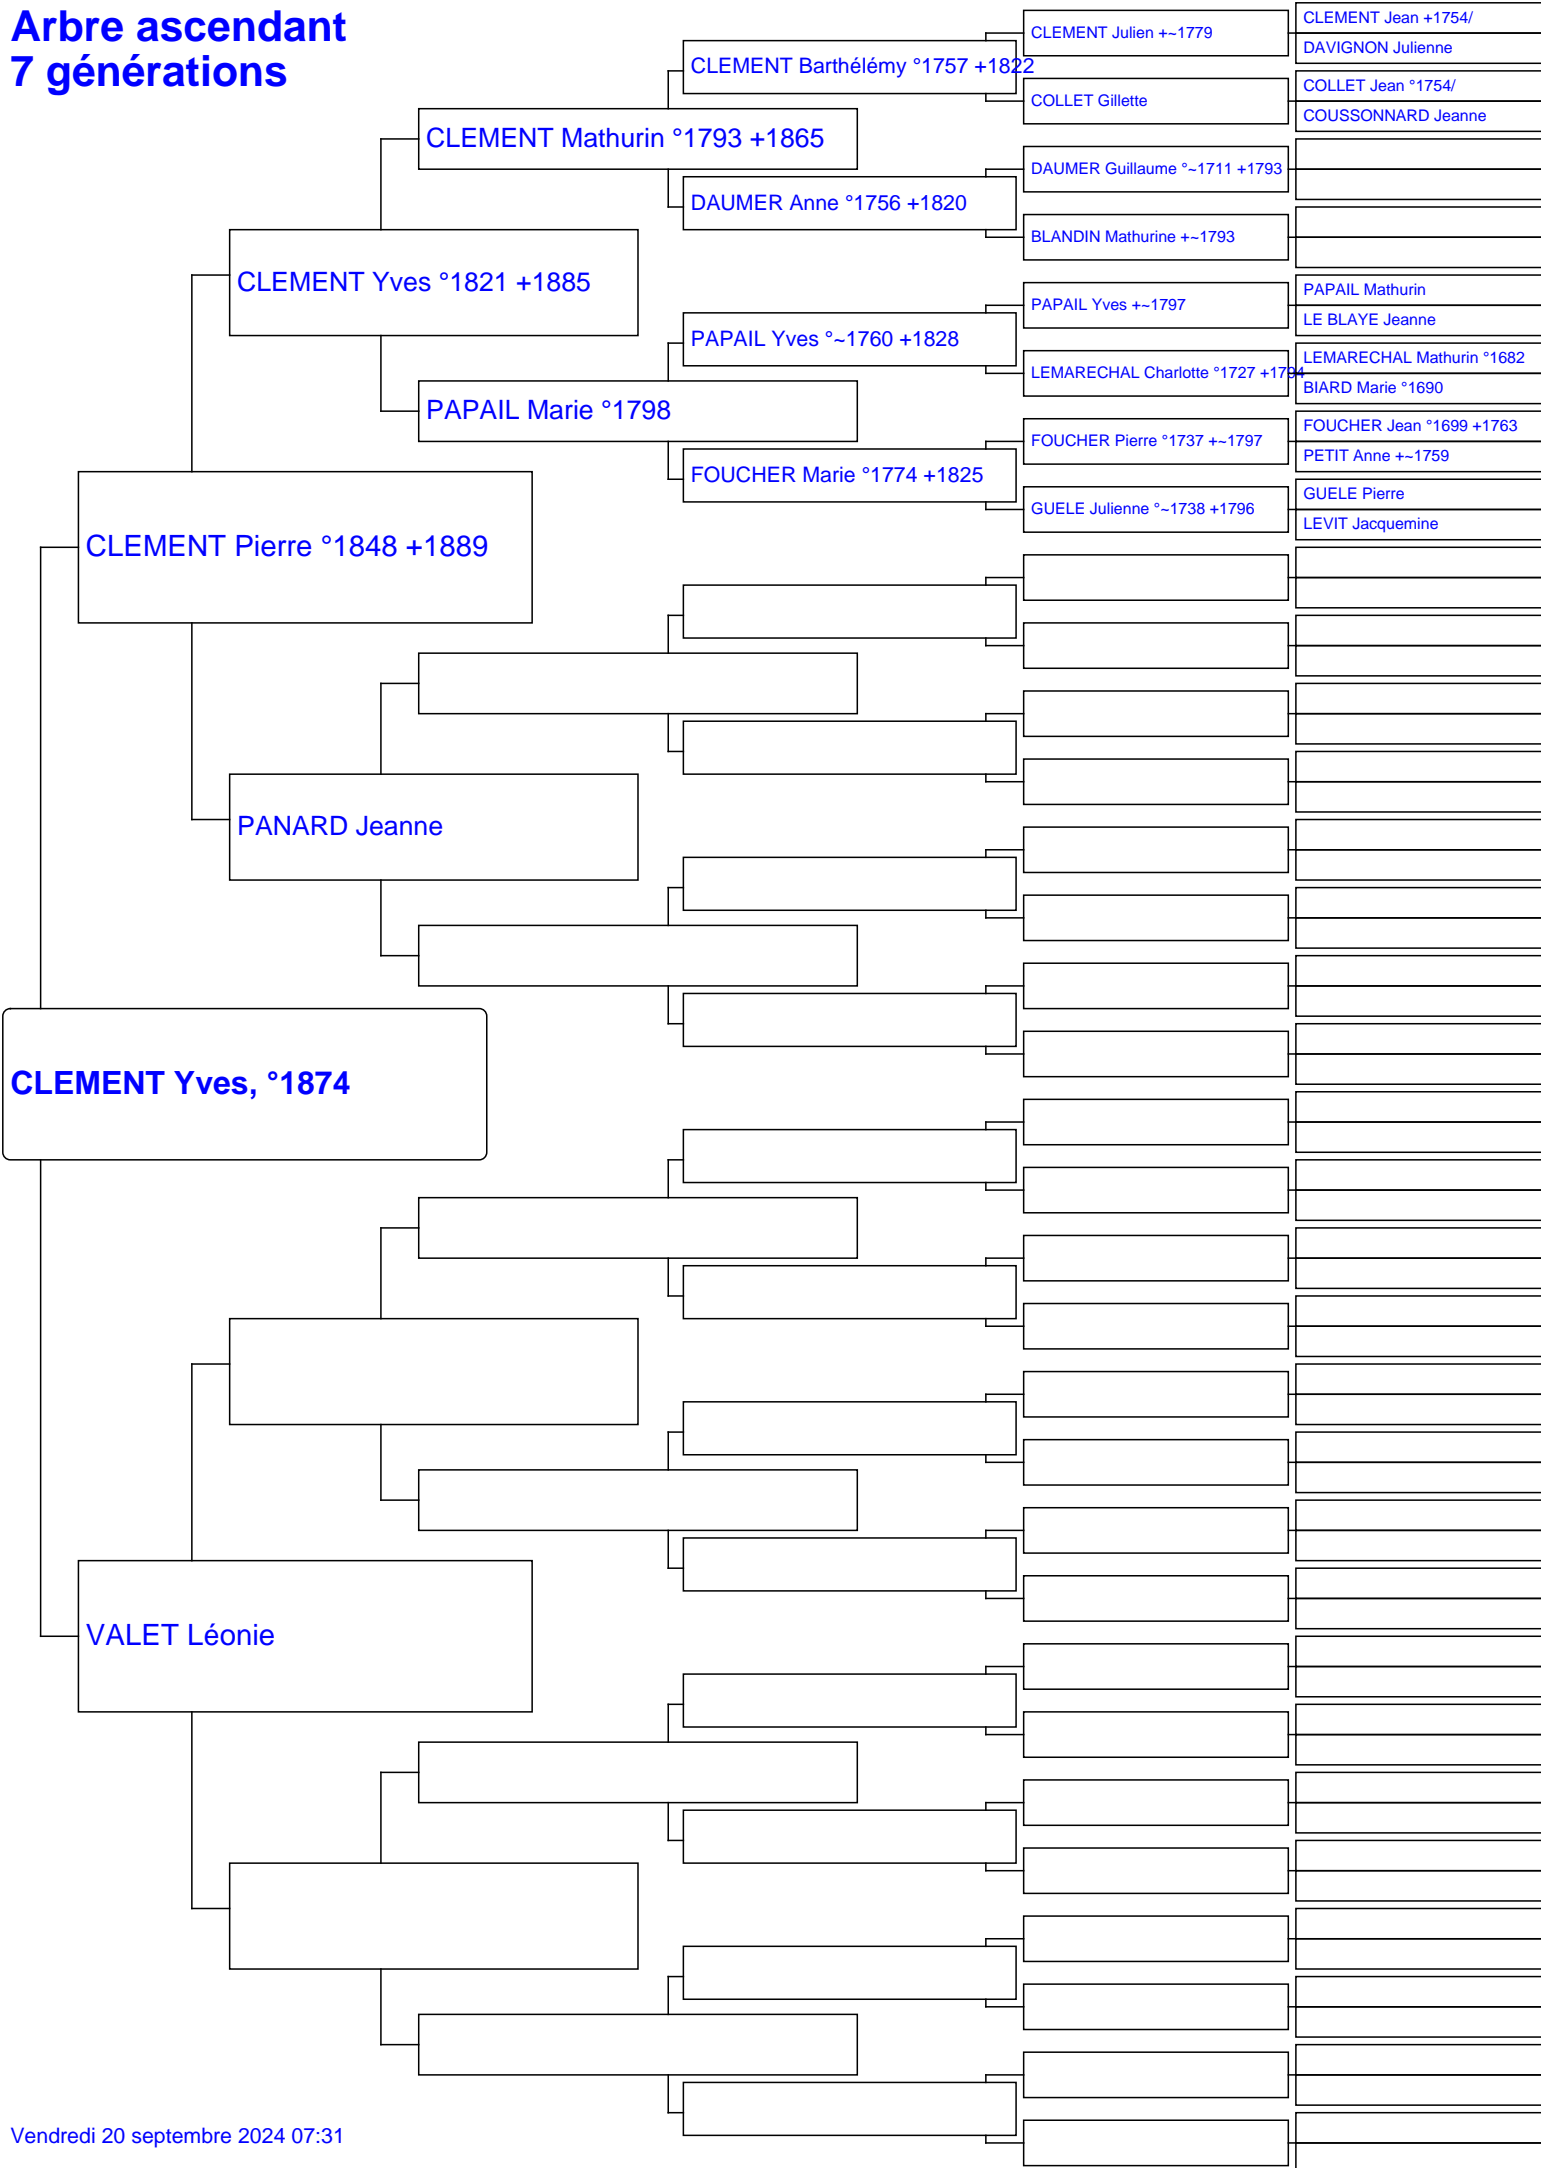 Arbre ascendant
7 générations
CLEMENT Yves, °1874
CLEMENT Pierre °1848 +1889
VALET Léonie
CLEMENT Yves °1821 +1885
PANARD Jeanne
CLEMENT Mathurin °1793 +1865
PAPAIL Marie °1798
CLEMENT Barthélémy °1757 +1822
DAUMER Anne °1756 +1820
PAPAIL Yves °~1760 +1828
FOUCHER Marie °1774 +1825
CLEMENT Julien +~1779
COLLET Gillette
DAUMER Guillaume °~1711 +1793
BLANDIN Mathurine +~1793
PAPAIL Yves +~1797
LEMARECHAL Charlotte °1727 +1794
FOUCHER Pierre °1737 +~1797
GUELE Julienne °~1738 +1796
CLEMENT Jean +1754/
DAVIGNON Julienne
COLLET Jean °1754/
COUSSONNARD Jeanne
PAPAIL Mathurin
LE BLAYE Jeanne
LEMARECHAL Mathurin °1682
BIARD Marie °1690
FOUCHER Jean °1699 +1763
PETIT Anne +~1759
GUELE Pierre
LEVIT Jacquemine
Vendredi 20 septembre 2024 07:31